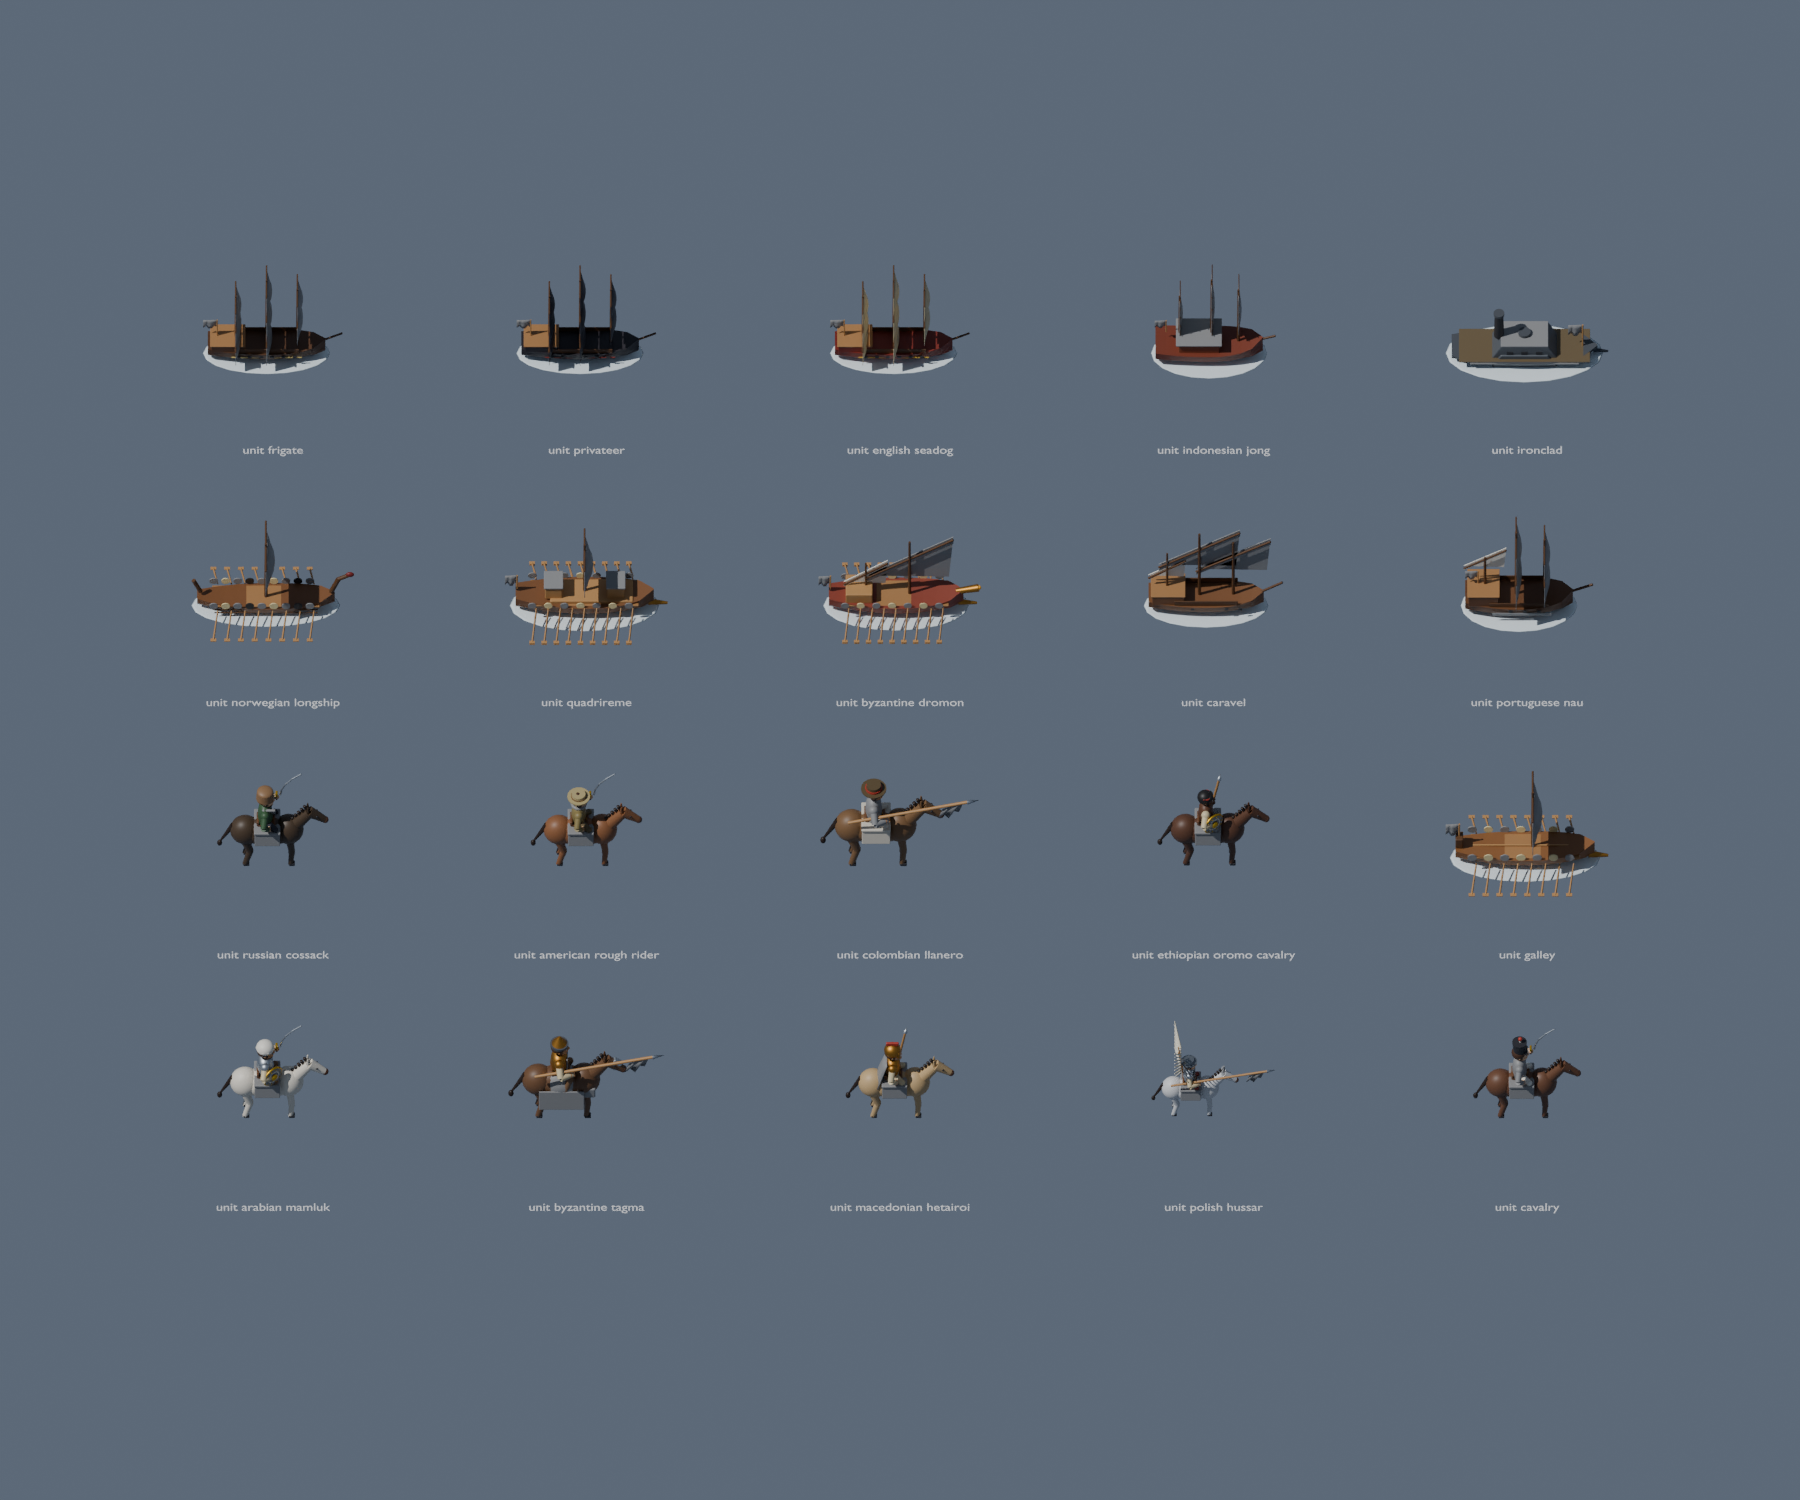 unit frigate
unit privateer
unit english seadog
unit indonesian jong
unit ironclad
unit norwegian longship
unit quadrireme
unit byzantine dromon
unit caravel
unit portuguese nau
unit russian cossack
unit american rough rider
unit colombian llanero
unit ethiopian oromo cavalry
unit galley
unit arabian mamluk
unit byzantine tagma
unit macedonian hetairoi
unit polish hussar
unit cavalry